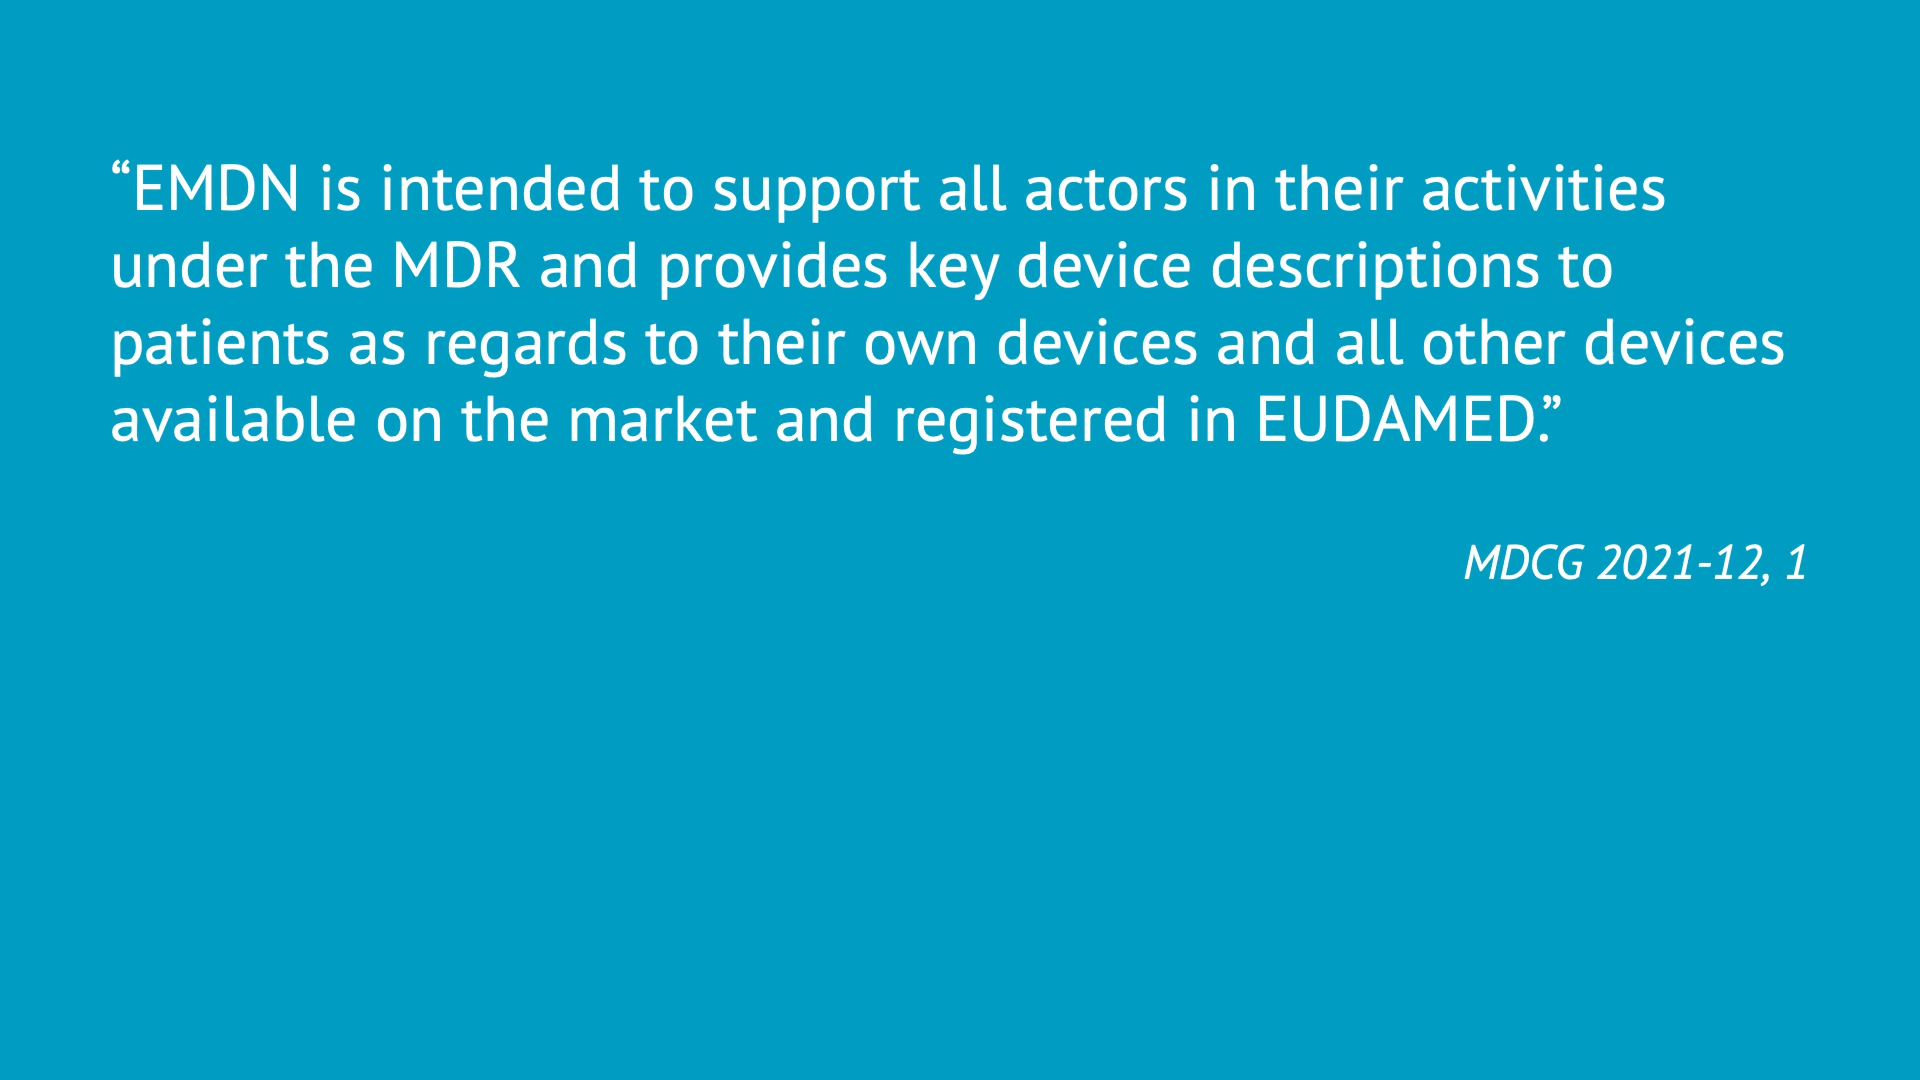 “EMDN is intended to support all actors in their activities
under the MDR and provides key device descriptions to
patients as regards to their own devices and all other devices
available on the market and registered in EUDAMED.”
MDCG 2021-12, 1